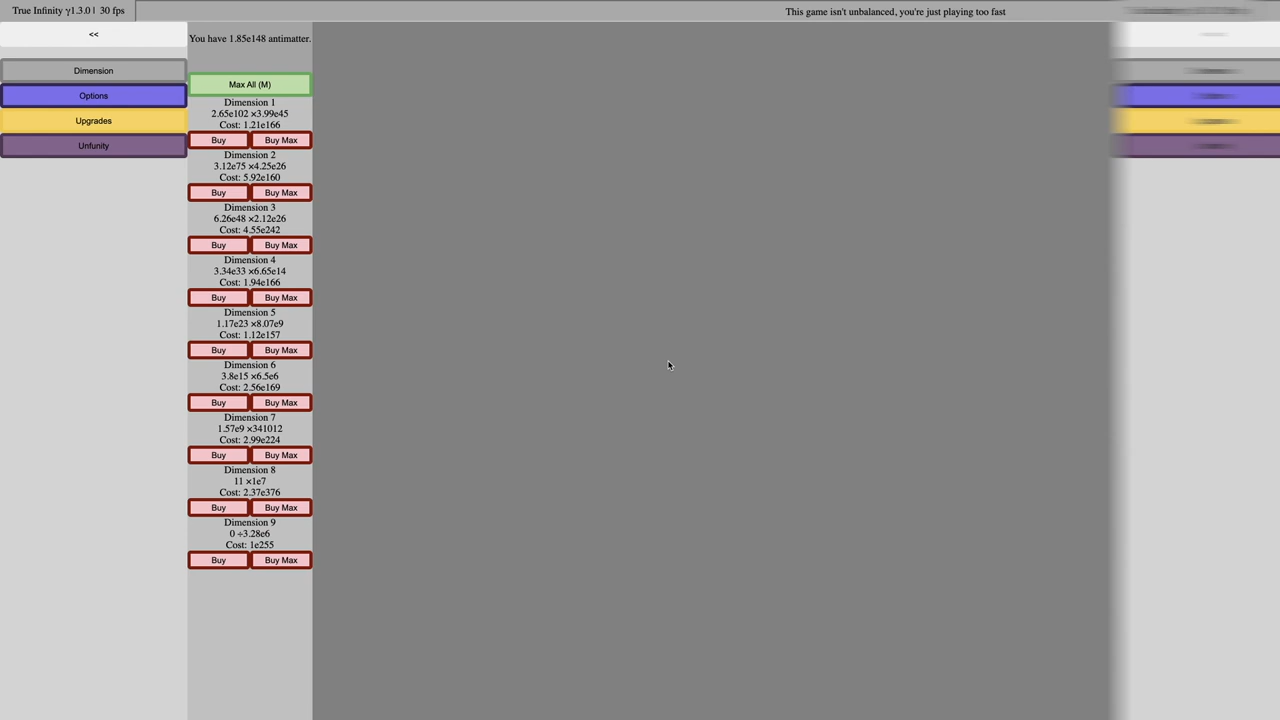 True Infinity γ1.3.0 | 30 fps
This game isn't unbalanced, you're just playing too fast
<<
Dimension
Options
Upgrades
Unfunity
You have 1.85e148 antimatter.
Max All (M)
Dimension 1
2.65e102 ×3.99e45
Cost: 1.21e166
Buy Buy Max
Dimension 2
3.12e75 ×4.25e26
Cost: 5.92e160
Buy Buy Max
Dimension 3
6.26e48 ×2.12e26
Cost: 4.55e242
Buy Buy Max
Dimension 4
3.34e33 ×6.65e14
Cost: 1.94e166
Buy Buy Max
Dimension 5
1.17e23 ×8.07e9
Cost: 1.12e157
Buy Buy Max
Dimension 6
3.8e15 ×6.5e6
Cost: 2.56e169
Buy Buy Max
Dimension 7
1.57e9 ×341012
Cost: 2.99e224
Buy Buy Max
Dimension 8
11 ×1e7
Cost: 2.37e376
Buy Buy Max
Dimension 9
0 ÷3.28e6
Cost: 1e255
Buy Buy Max